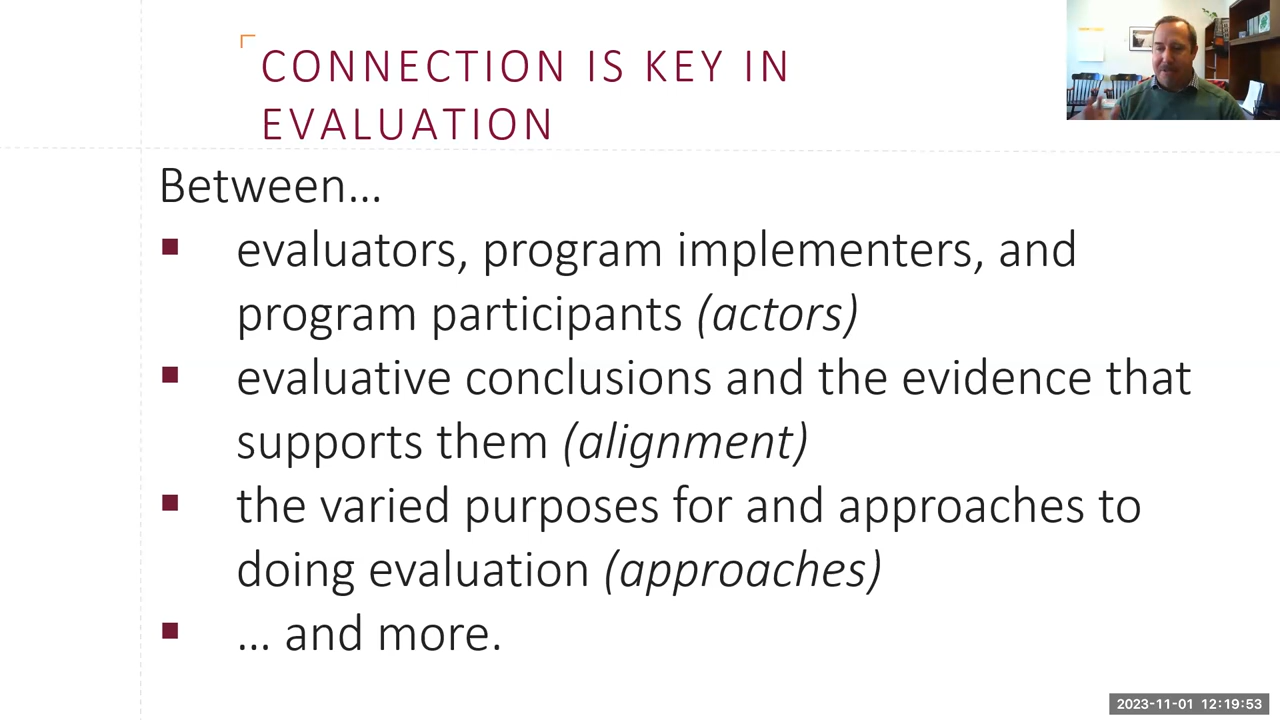 CONNECTION IS KEY IN
EVALUATION
Between...
▪ evaluators, program implementers, and
program participants (actors)
▪ evaluative conclusions and the evidence that
supports them (alignment)
▪ the varied purposes for and approaches to
doing evaluation (approaches)
▪ ... and more.
2023-11-01 12:19:53